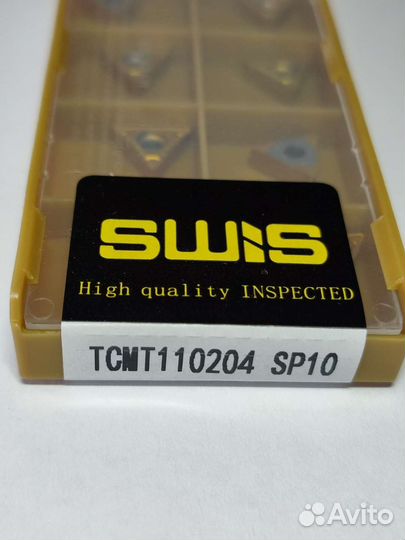 SWIS
High quality INSPECTED
TCMT110204 SP10
Avito